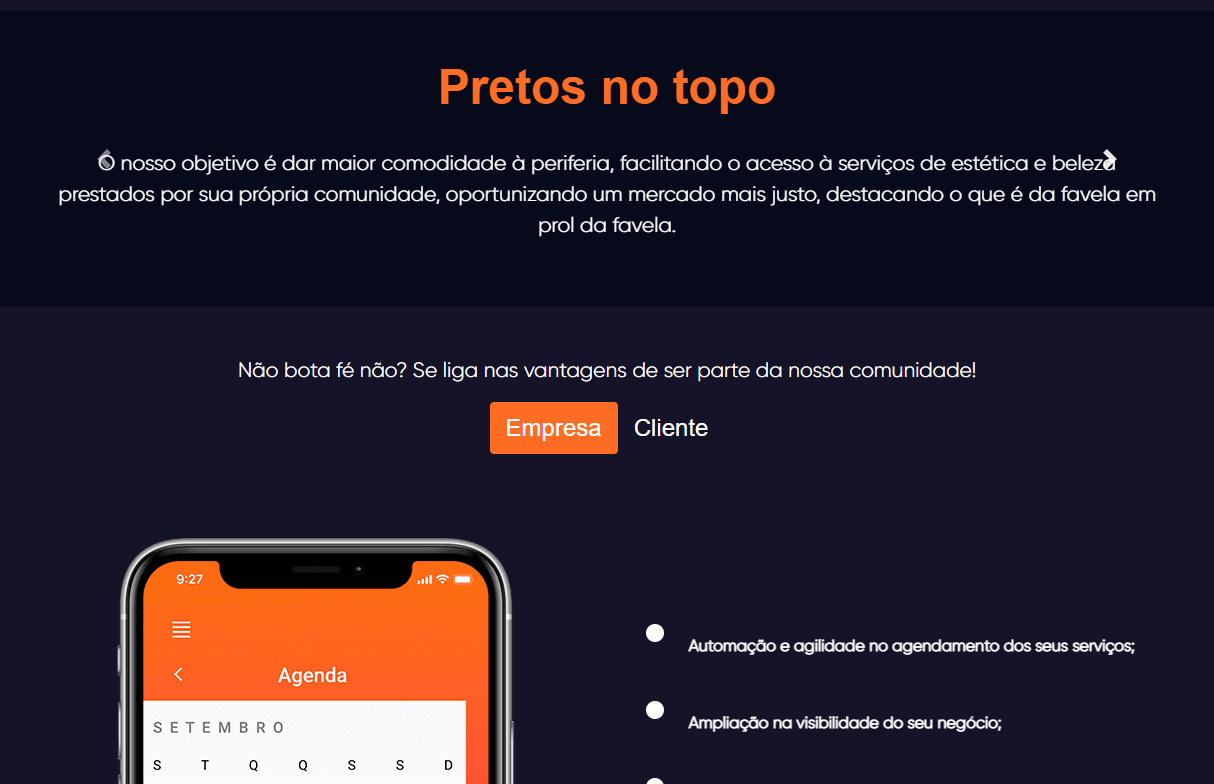 Pretos no topo
O nosso objetivo é dar maior comodidade à periferia, facilitando o acesso à serviços de estética e beleza
prestados por sua própria comunidade, oportunizando um mercado mais justo, destacando o que é da favela em
prol da favela.
Não bota fé não? Se liga nas vantagens de ser parte da nossa comunidade!
Empresa Cliente
9:27
Agenda
SETEMBRO
S T Q Q S S D
Automação e agilidade no agendamento dos seus serviços;
Ampliação na visibilidade do seu negócio;